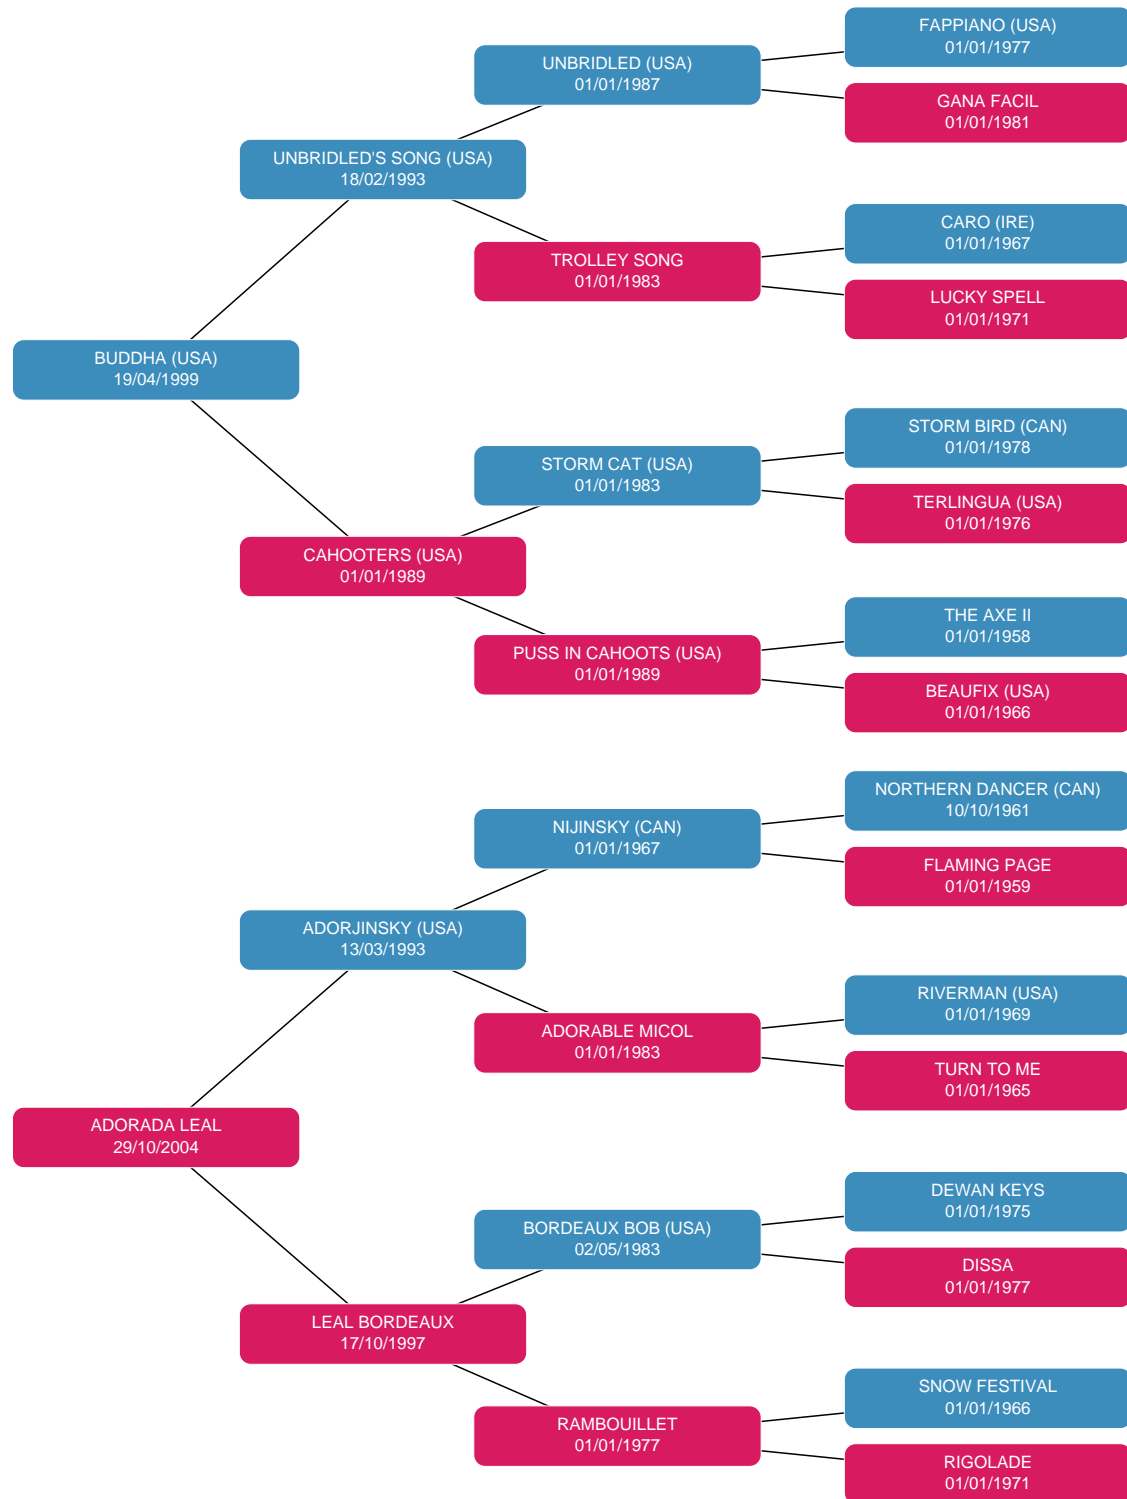 FAPPIANO (USA)
01/01/1977
UNBRIDLED (USA)
01/01/1987
GANA FACIL
01/01/1981
UNBRIDLED'S SONG (USA)
18/02/1993
CARO (IRE)
01/01/1967
TROLLEY SONG
01/01/1983
LUCKY SPELL
01/01/1971
BUDDHA (USA)
19/04/1999
STORM BIRD (CAN)
01/01/1978
STORM CAT (USA)
01/01/1983
TERLINGUA (USA)
01/01/1976
CAHOOTERS (USA)
01/01/1989
THE AXE II
01/01/1958
PUSS IN CAHOOTS (USA)
01/01/1989
BEAUFIX (USA)
01/01/1966
NORTHERN DANCER (CAN)
10/10/1961
NIJINSKY (CAN)
01/01/1967
FLAMING PAGE
01/01/1959
ADORJINSKY (USA)
13/03/1993
RIVERMAN (USA)
01/01/1969
ADORABLE MICOL
01/01/1983
TURN TO ME
01/01/1965
ADORADA LEAL
29/10/2004
DEWAN KEYS
01/01/1975
BORDEAUX BOB (USA)
02/05/1983
DISSA
01/01/1977
LEAL BORDEAUX
17/10/1997
SNOW FESTIVAL
01/01/1966
RAMBOUILLET
01/01/1977
RIGOLADE
01/01/1971